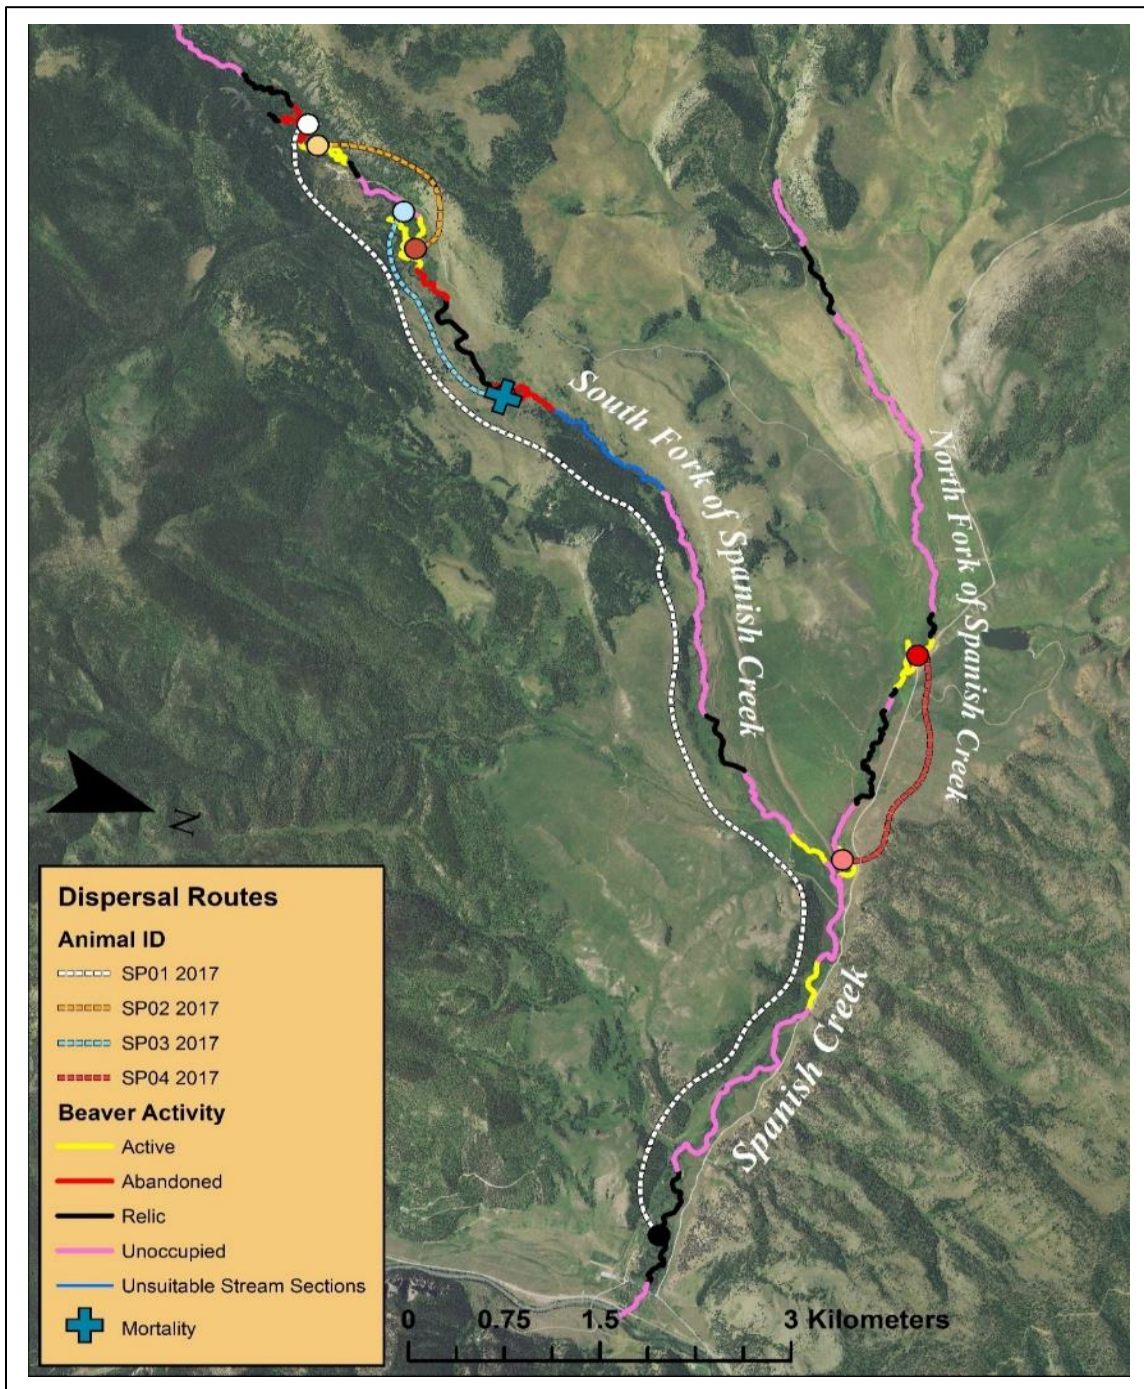 South Fork of Spanish Creek
North Fork of Spanish Creek
Spanish Creek
N
Dispersal Routes
Animal ID
SP01 2017
SP02 2017
SP03 2017
SP04 2017
Beaver Activity
Active
Abandoned
Relic
Unoccupied
Unsuitable Stream Sections
Mortality
0 0.75 1.5 3 Kilometers